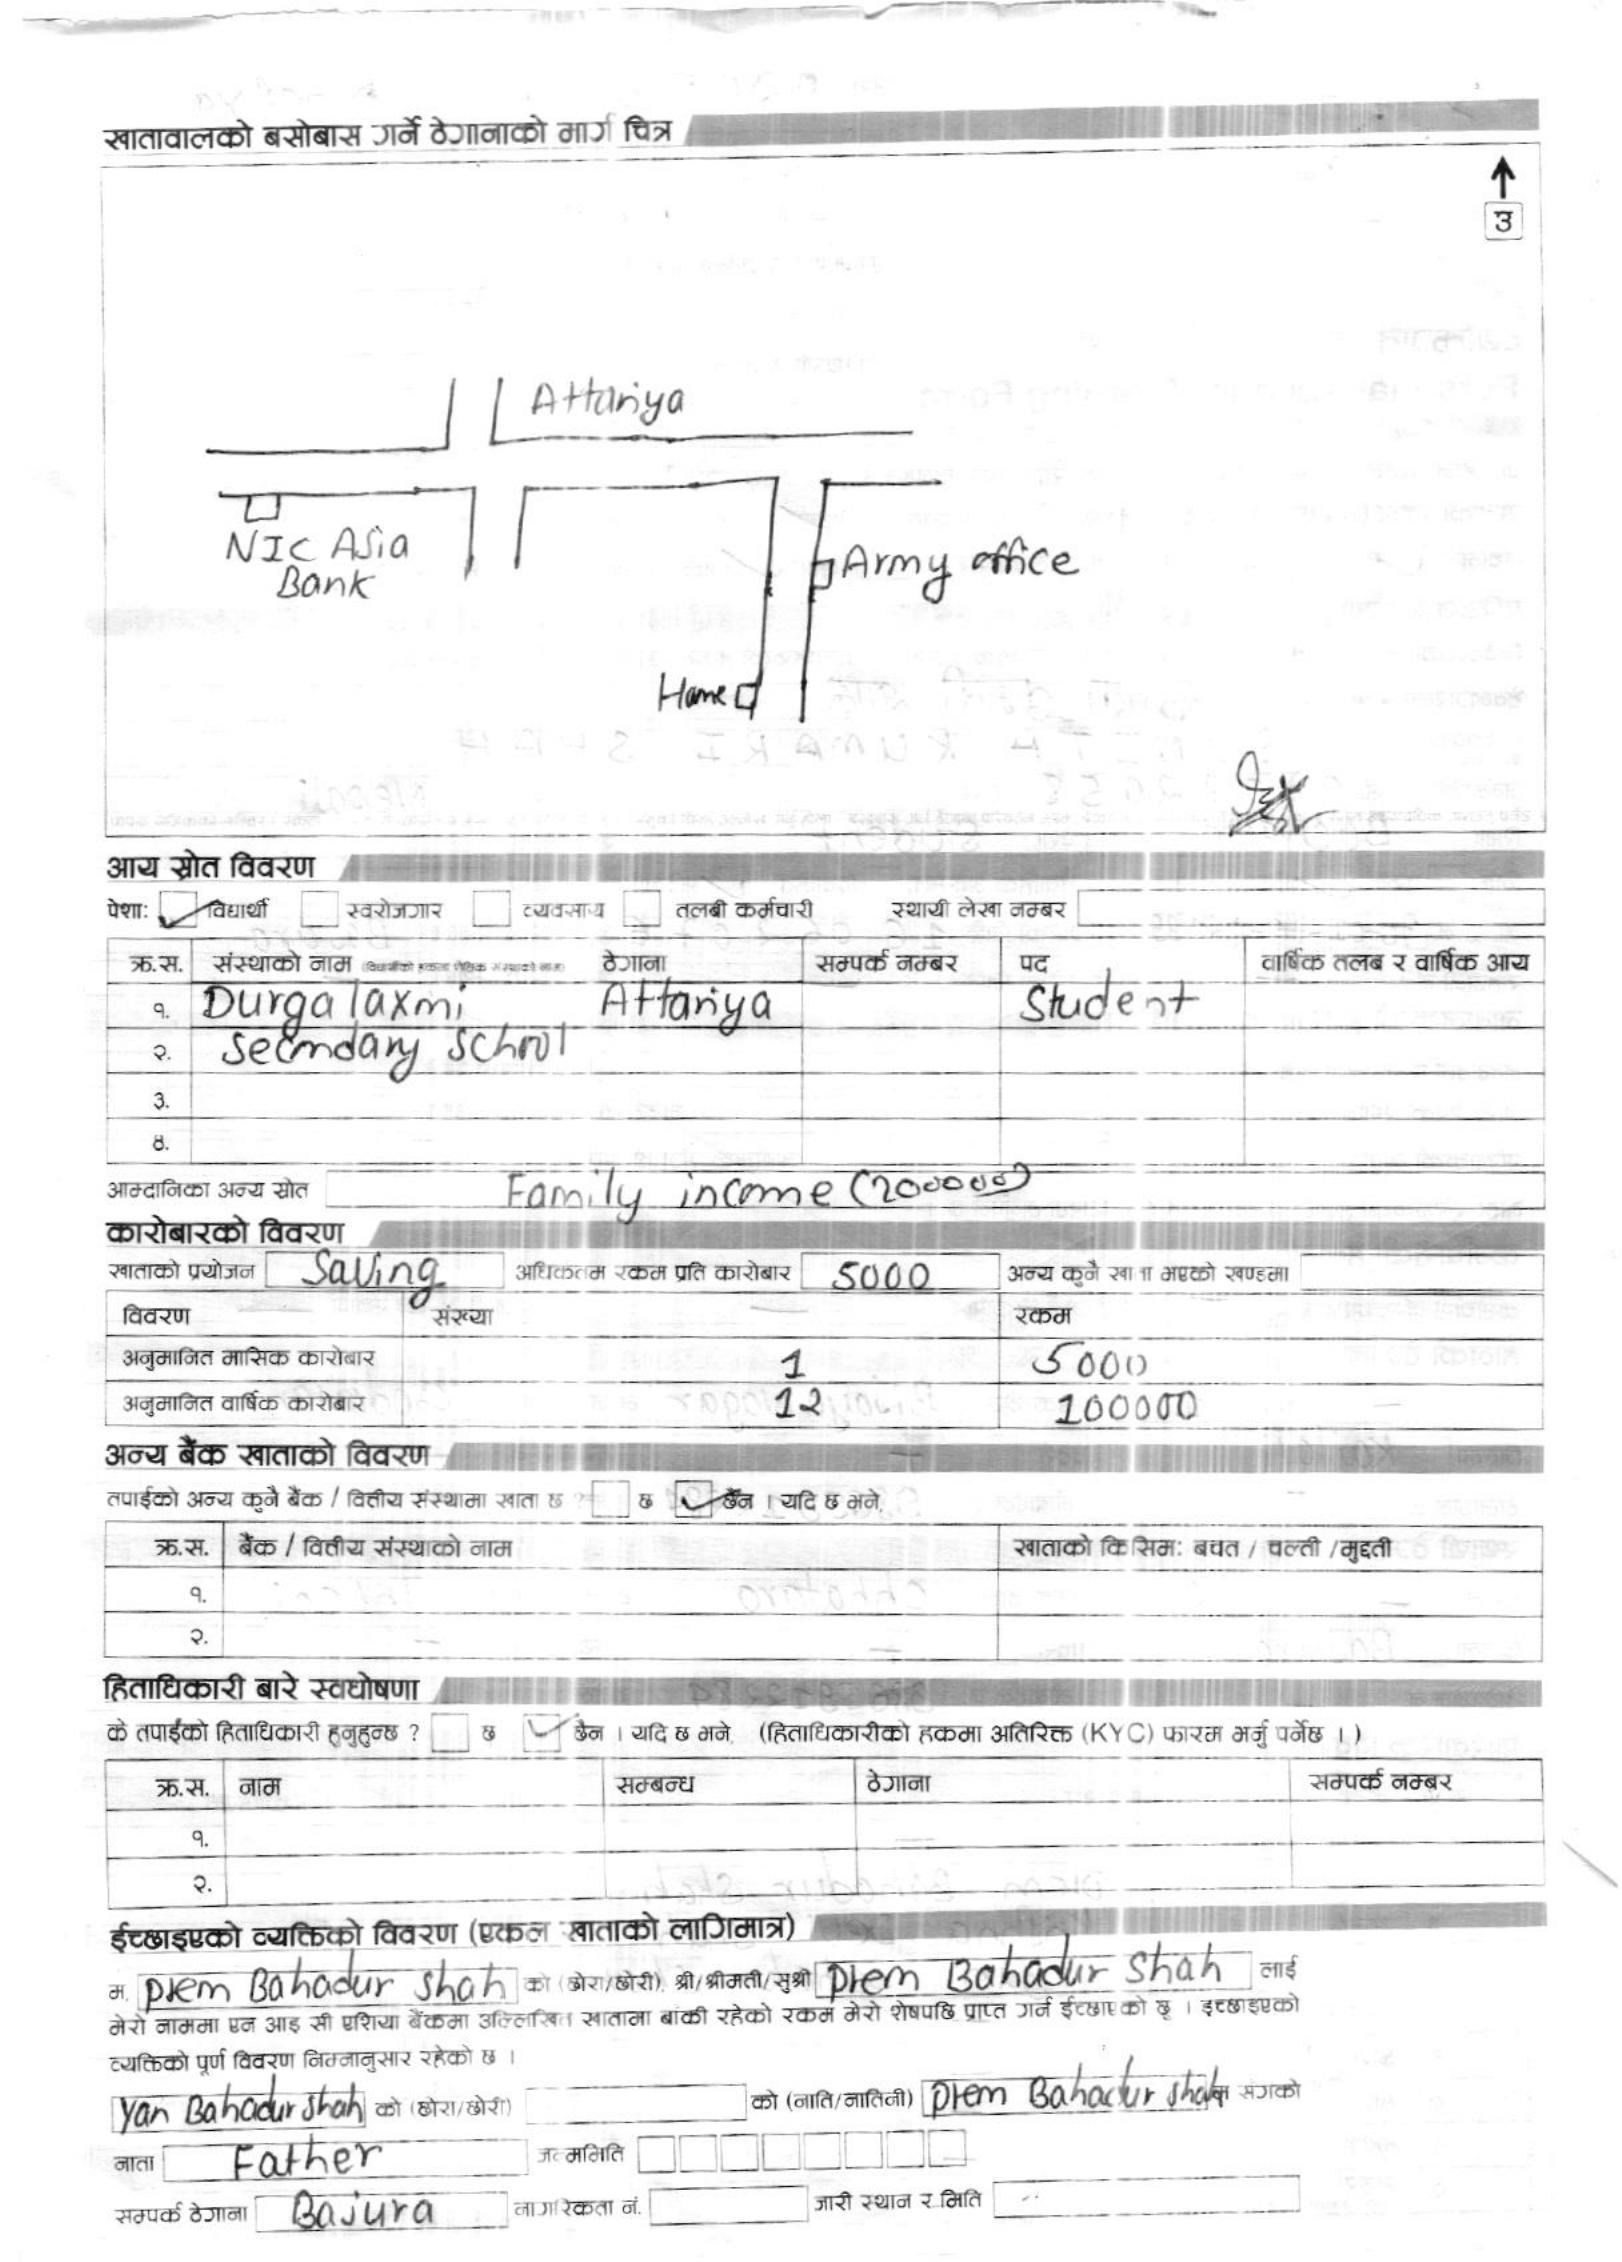 खातावालको बसोबास गर्ने ठेगानाको मार्ग चित्र
उ
Attariya
NIC Asia
Bank
Army office
Home
आय स्रोत विवरण
पेशा: विद्यार्थी स्वरोजगार व्यवसाय तलबी कर्मचारी स्थायी लेखा नम्बर
क्र.स. संस्थाको नाम ठेगाना सम्पर्क नम्बर पद वार्षिक तलब र वार्षिक आय
१. Durgalaxmi Attariya Student
२. Secondary School
३.
४.
आम्दानिका अन्य स्रोत Family income (200000)
कारोबारको विवरण
खाताको प्रयोजन Saving अधिकतम रकम प्रति कारोबार 5000 अन्य कुनै खाता भएको खण्डमा
विवरण संख्या रकम
अनुमानित मासिक कारोबार 1 5000
अनुमानित वार्षिक कारोबार 12 100000
अन्य बैंक खाताको विवरण
तपाईको अन्य कुनै बैंक / वित्तीय संस्थामा खाता छ ? छ छैन । यदि छ भने,
क्र.स. बैंक / वित्तीय संस्थाको नाम खाताको किसिम: बचत / चल्ती /मुद्दती
१.
२.
हिताधिकारी बारे स्वघोषणा
के तपाईंको हिताधिकारी हुनुहुन्छ ? छ छैन । यदि छ भने, (हिताधिकारीको हकमा अतिरिक्त (KYC) फारम भर्नु पर्नेछ ।)
क्र.स. नाम सम्बन्ध ठेगाना सम्पर्क नम्बर
१.
२.
ईच्छाइएको व्यक्तिको विवरण (एकल खाताको लागिमात्र)
म, Prem Bahadur Shah को (छोरा/छोरी), श्री/श्रीमती/सुश्री Prem Bahadur Shah लाई
मेरो नाममा एन आइ सी एशिया बैंकमा उल्लिखित खातामा बांकी रहेको रकम मेरो शेषपछि प्राप्त गर्न ईच्छाएको छु । इच्छाइएको
व्यक्तिको पूर्ण विवरण निम्नानुसार रहेको छ ।
Yan Bahadur Shah को (छोरा/छोरी) को (नाति/नातिनी) Prem Bahadur Shah संगको
नाता Father जन्ममिति
सम्पर्क ठेगाना Bajura नागरिकता नं. जारी स्थान र मिति